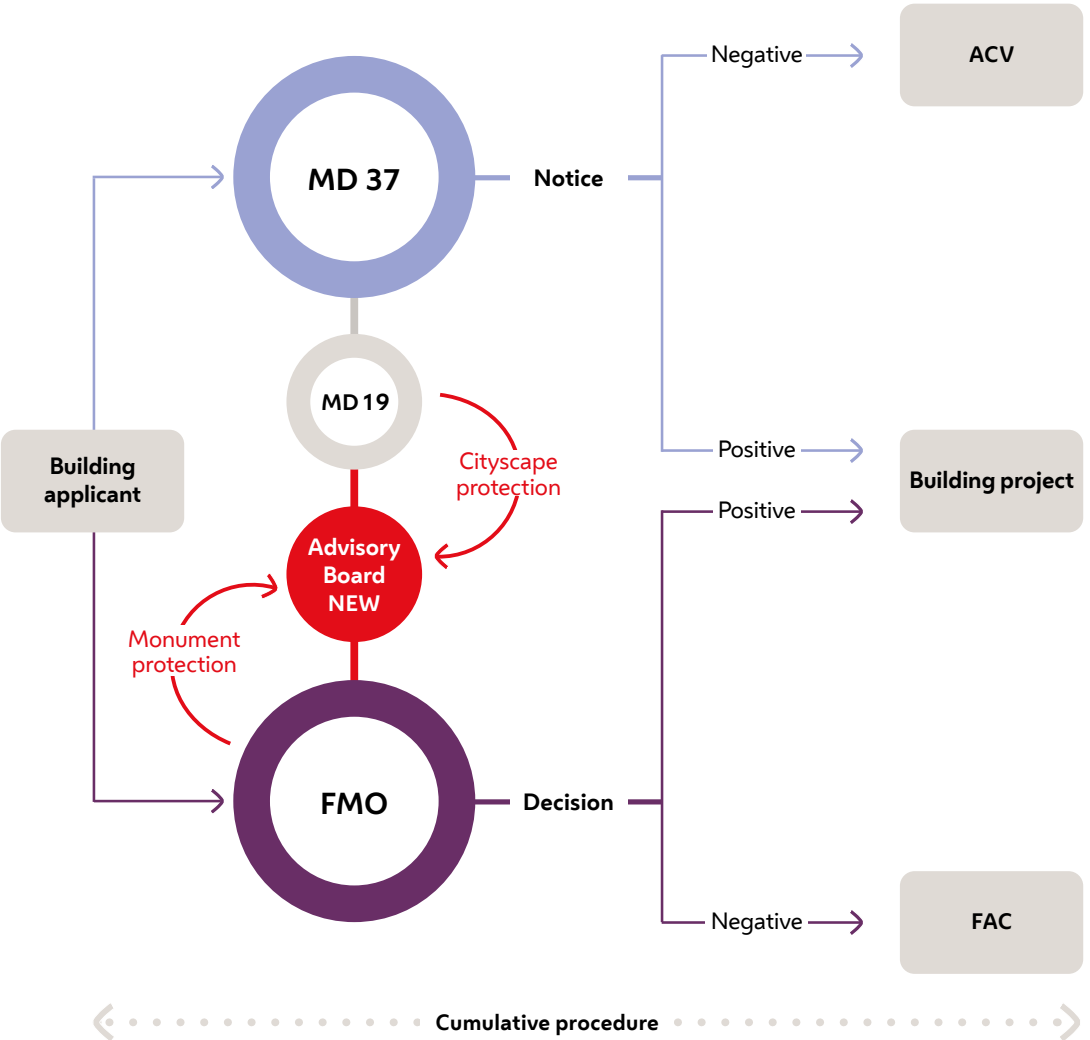 Negative
ACV
MD 37
Notice
MD 19
Building
applicant
Cityscape
protection
Positive
Building project
Positive
Advisory
Board
NEW
Monument
protection
FMO
Decision
Negative
FAC
Cumulative procedure